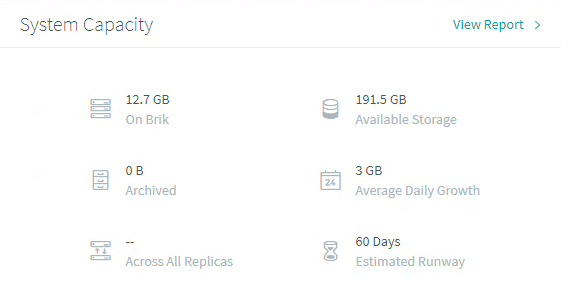 System Capacity
View Report >
12.7 GB
On Brik
191.5 GB
Available Storage
0 B
Archived
24
3 GB
Average Daily Growth
--
Across All Replicas
60 Days
Estimated Runway